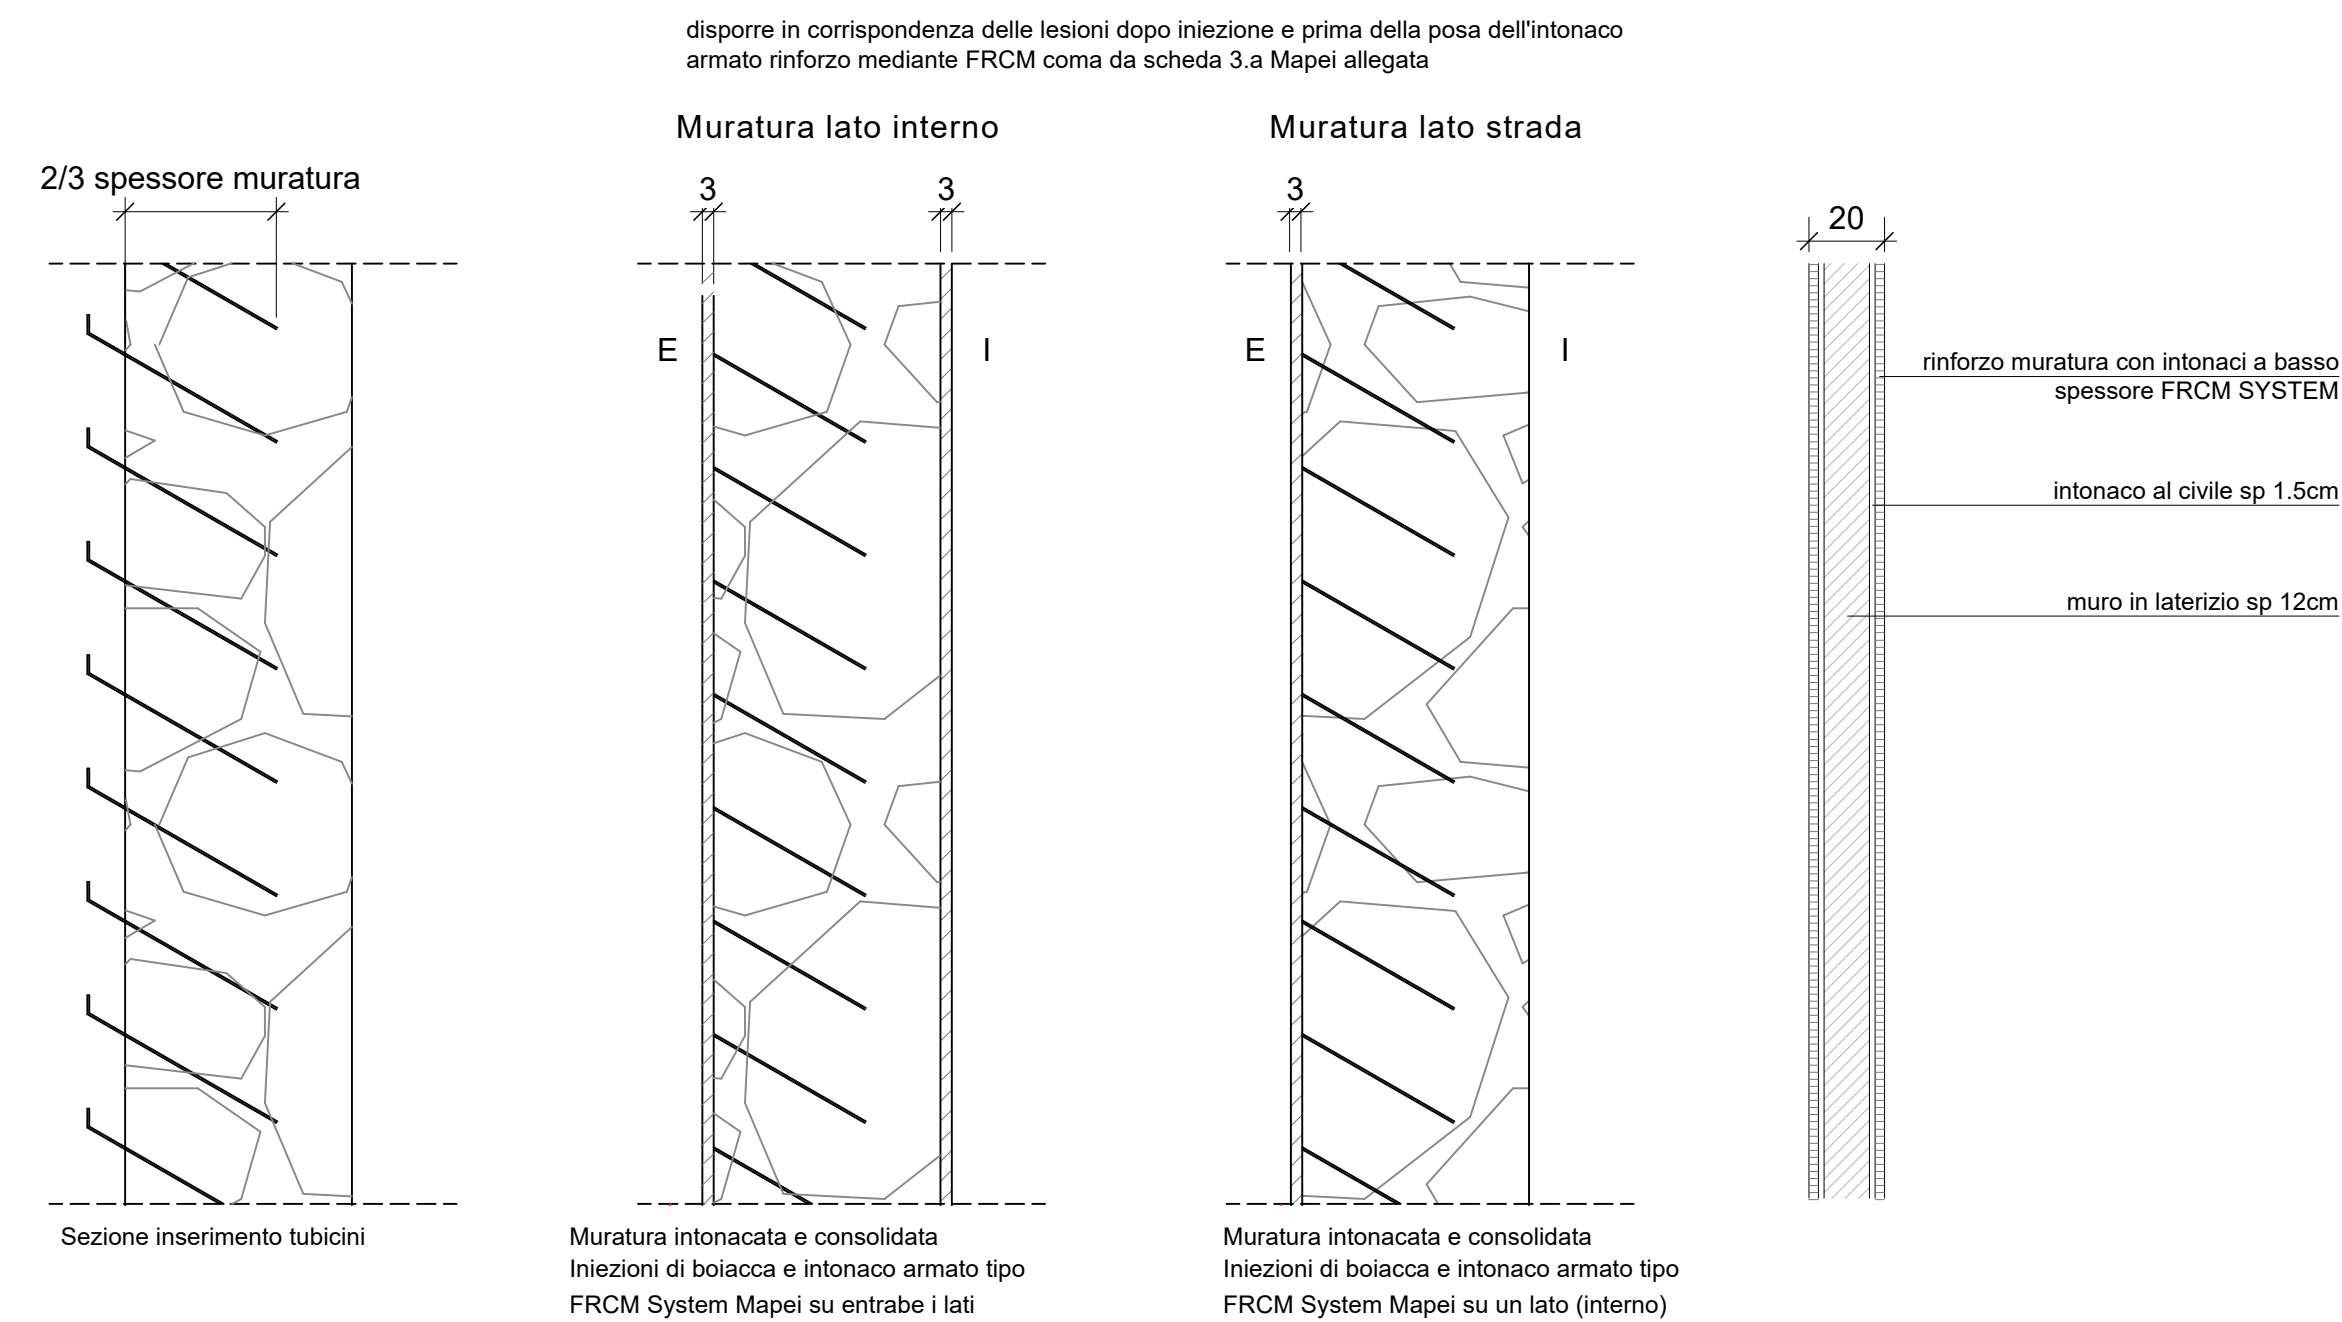 disporre in corrispondenza delle lesioni dopo iniezione e prima della posa dell'intonaco
armato rinforzo mediante FRCM coma da scheda 3.a Mapei allegata
Muratura lato interno
Muratura lato strada
2/3 spessore muratura
3
3
3
20
E
I
E
I
rinforzo muratura con intonaci a basso
spessore FRCM SYSTEM
intonaco al civile sp 1.5cm
muro in laterizio sp 12cm
Sezione inserimento tubicini
Muratura intonacata e consolidata
Iniezioni di boiacca e intonaco armato tipo
FRCM System Mapei su entrabe i lati
Muratura intonacata e consolidata
Iniezioni di boiacca e intonaco armato tipo
FRCM System Mapei su un lato (interno)